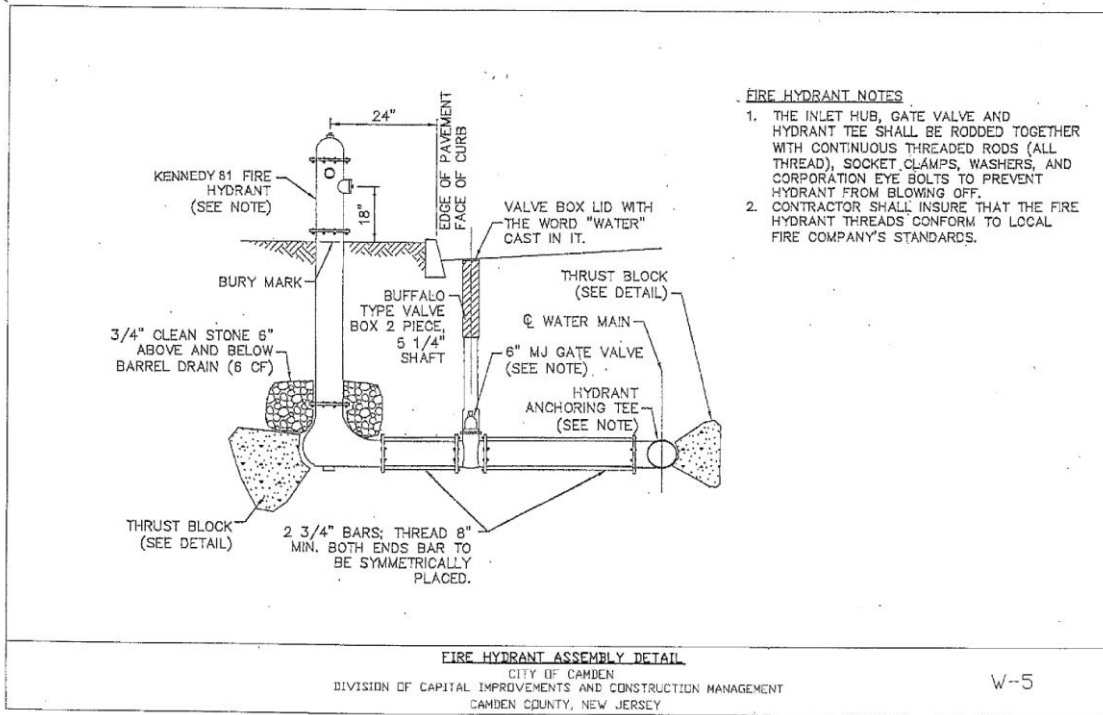 24"
EDGE OF PAVEMENT
FACE OF CURB
KENNEDY 81 FIRE
HYDRANT
(SEE NOTE)
18"
VALVE BOX LID WITH
THE WORD "WATER"
CAST IN IT.
BURY MARK
BUFFALO
TYPE VALVE
BOX 2 PIECE,
5 1/4"
SHAFT
THRUST BLOCK
(SEE DETAIL)
℄ WATER MAIN
3/4" CLEAN STONE 6"
ABOVE AND BELOW
BARREL DRAIN (6 CF)
6" MJ GATE VALVE
(SEE NOTE)
HYDRANT
ANCHORING TEE
(SEE NOTE)
THRUST BLOCK
(SEE DETAIL)
2 3/4" BARS; THREAD 8"
MIN. BOTH ENDS BAR TO
BE SYMMETRICALLY
PLACED.
FIRE HYDRANT NOTES
1. THE INLET HUB, GATE VALVE AND
HYDRANT TEE SHALL BE RODDED TOGETHER
WITH CONTINUOUS THREADED RODS (ALL
THREAD), SOCKET CLAMPS, WASHERS, AND
CORPORATION EYE BOLTS TO PREVENT
HYDRANT FROM BLOWING OFF.
2. CONTRACTOR SHALL INSURE THAT THE FIRE
HYDRANT THREADS CONFORM TO LOCAL
FIRE COMPANY'S STANDARDS.
FIRE HYDRANT ASSEMBLY DETAIL
CITY OF CAMDEN
DIVISION OF CAPITAL IMPROVEMENTS AND CONSTRUCTION MANAGEMENT
CAMDEN COUNTY, NEW JERSEY
W-5